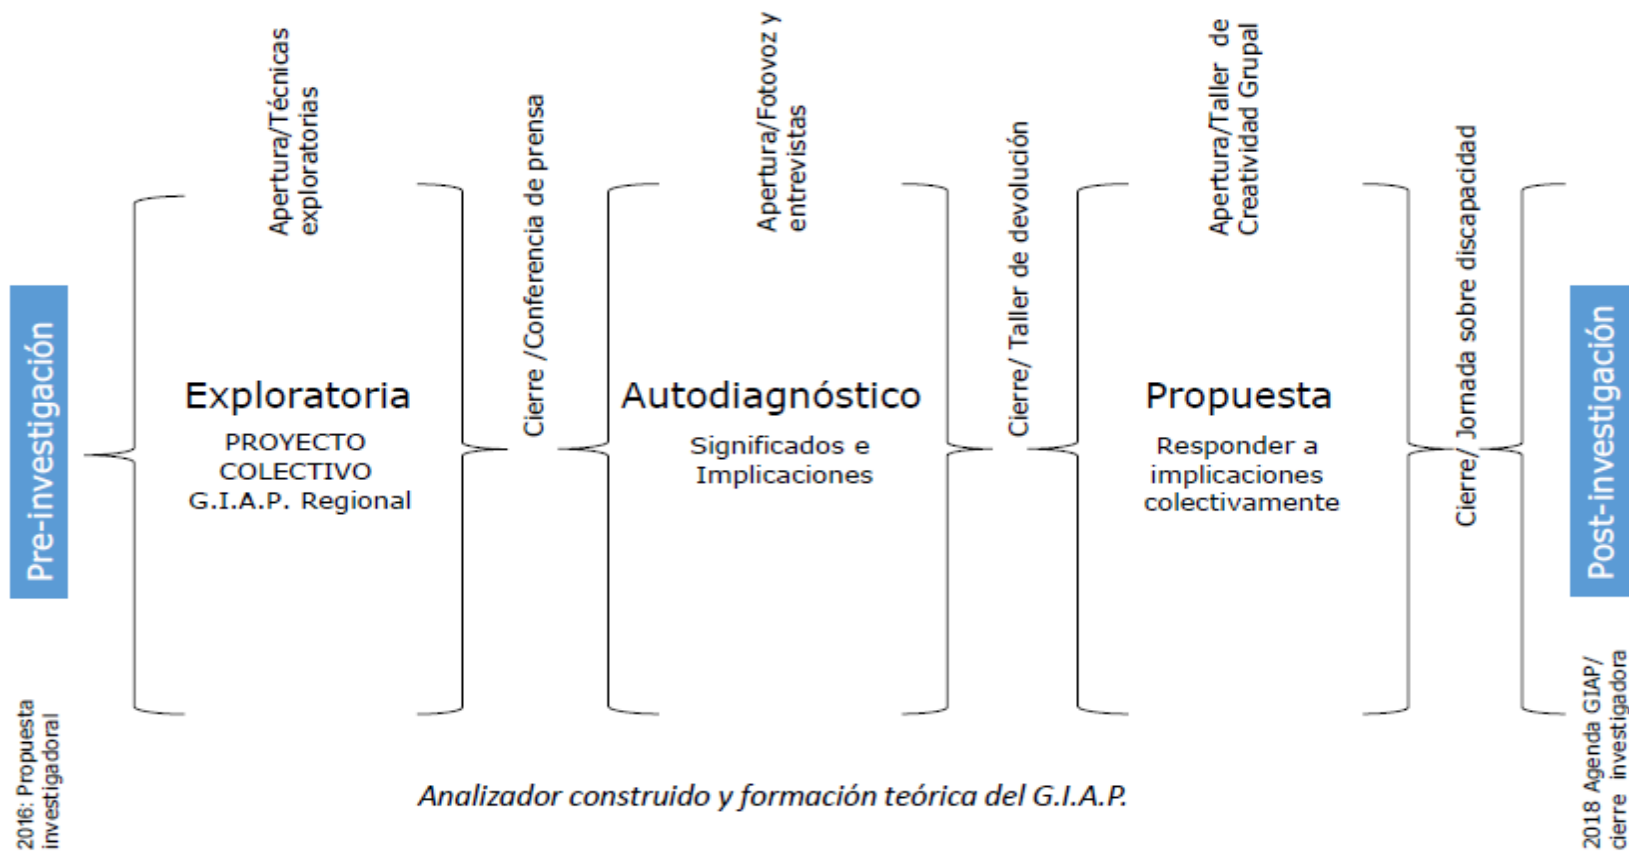 Pre-investigación
2016: Propuesta
investigadoral
Apertura/Técnicas
exploratorias
Exploratoria
PROYECTO
COLECTIVO
G.I.A.P. Regional
Cierre /Conferencia de prensa
Apertura/Fotovoz y
entrevistas
Autodiagnóstico
Significados e
Implicaciones
Cierre/ Taller de devolución
Apertura/Taller de
Creatividad Grupal
Propuesta
Responder a
implicaciones
colectivamente
Cierre/ Jornada sobre discapacidad
Post-investigación
2018 Agenda GIAP/
cierre investigadora
Analizador construido y formación teórica del G.I.A.P.